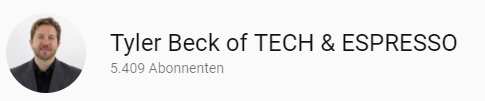 Tyler Beck of TECH & ESPRESSO
5.409 Abonnenten